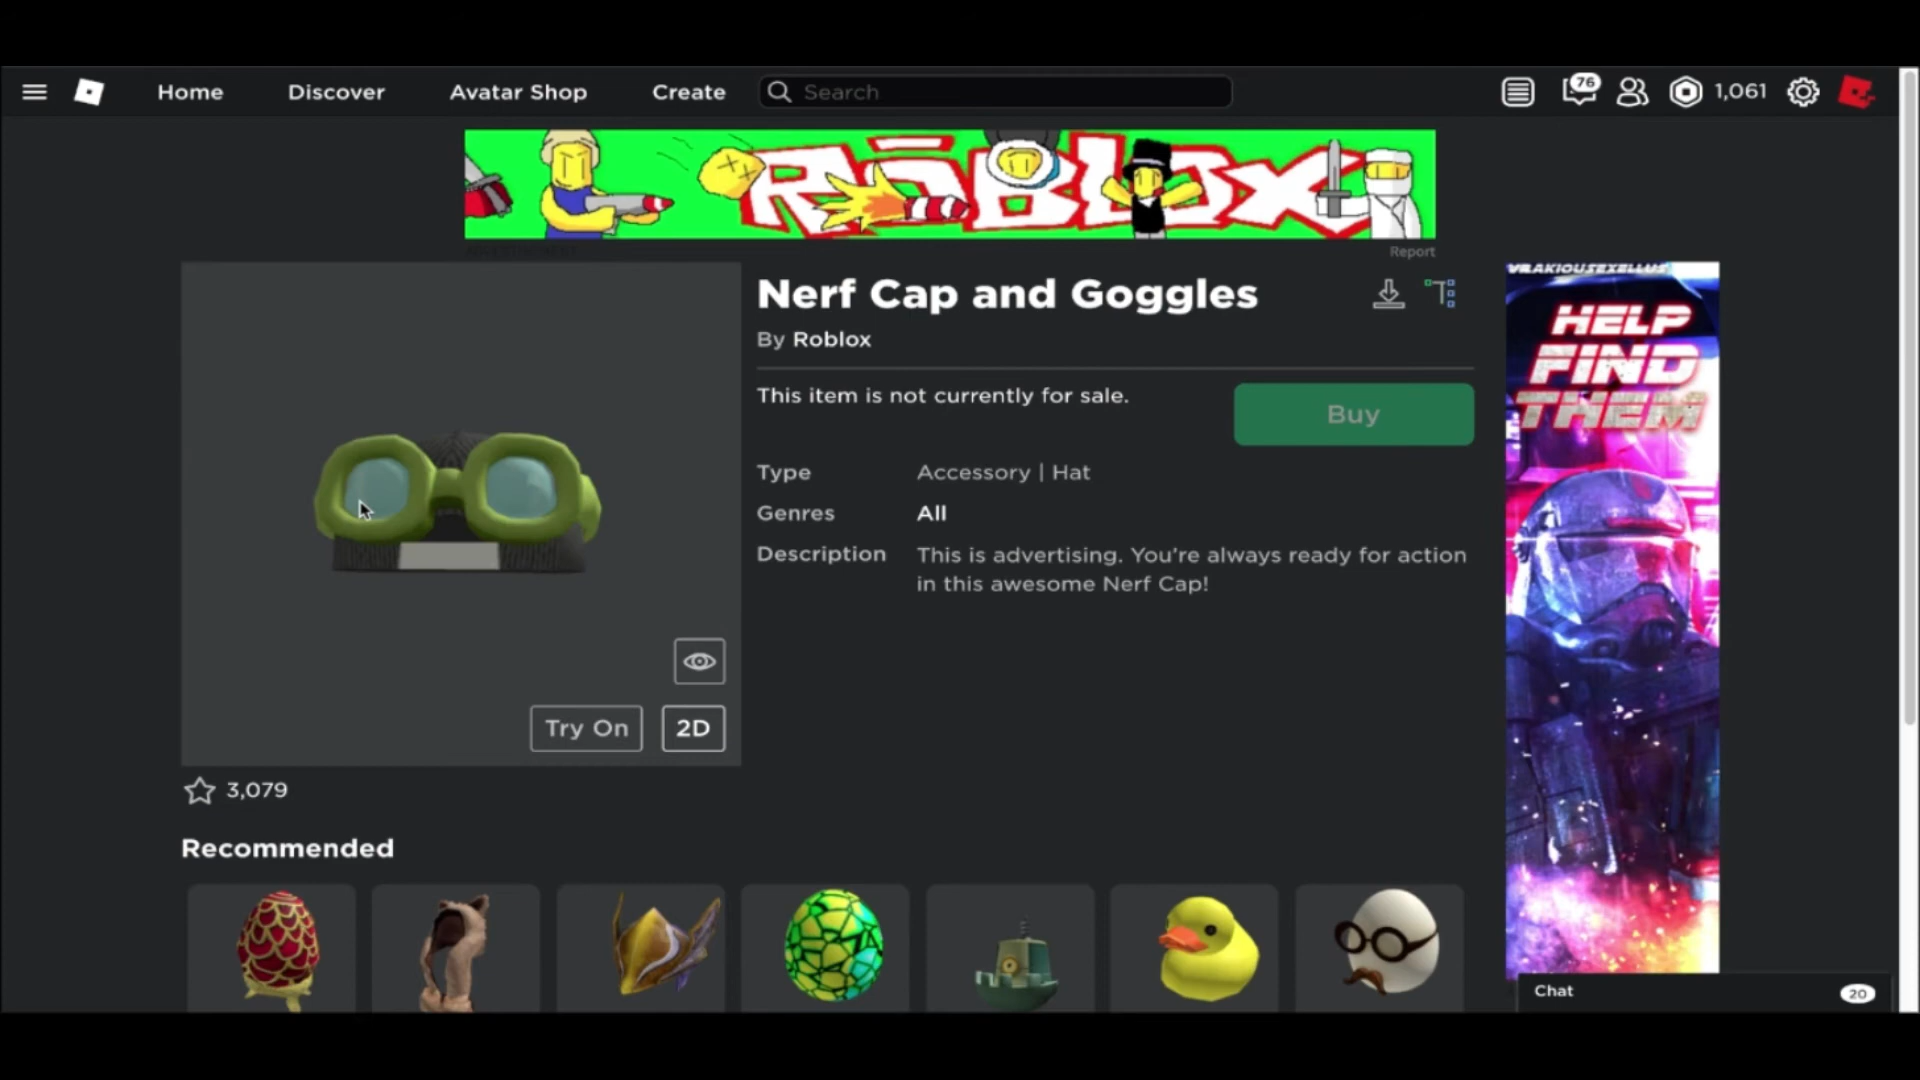 Home Discover Avatar Shop Create Search 76 1,061
ROBLOX
ADVERTISEMENT
Report
Nerf Cap and Goggles
By Roblox
This item is not currently for sale.
Buy
Type Accessory | Hat
Genres All
Description This is advertising. You’re always ready for action
in this awesome Nerf Cap!
Try On 2D
3,079
Recommended
HELP
FIND
THEM
Chat 20